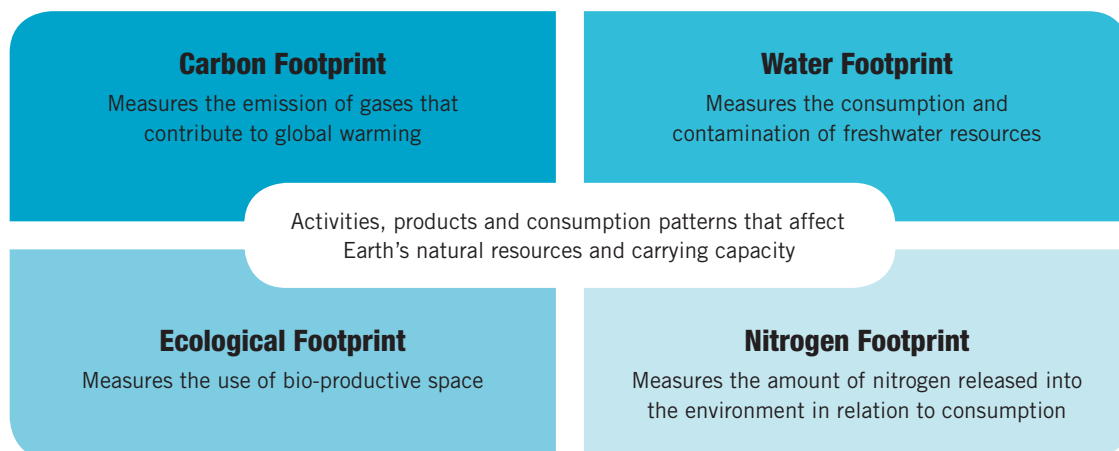 Carbon Footprint
Measures the emission of gases that
contribute to global warming
Water Footprint
Measures the consumption and
contamination of freshwater resources
Activities, products and consumption patterns that affect
Earth’s natural resources and carrying capacity
Ecological Footprint
Measures the use of bio-productive space
Nitrogen Footprint
Measures the amount of nitrogen released into
the environment in relation to consumption